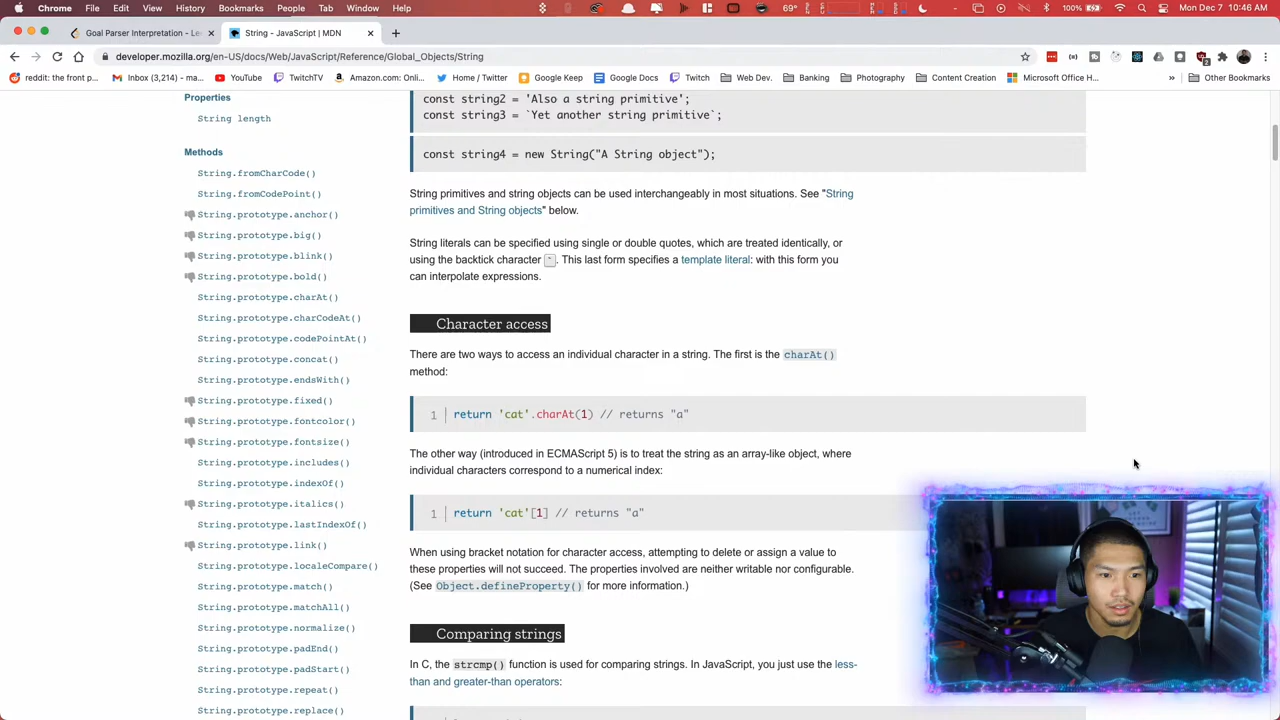 Chrome File Edit View History Bookmarks People Tab Window Help 100% Mon Dec 7 10:46 AM
Goal Parser Interpretation - Le × String - JavaScript | MDN × +
developer.mozilla.org/en-US/docs/Web/JavaScript/Reference/Global_Objects/String
reddit: the front p... Inbox (3,214) - ma... YouTube TwitchTV Amazon.com: Onli... Home / Twitter Google Keep Google Docs Twitch Web Dev. Banking Photography Content Creation Microsoft Office H... » Other Bookmarks
Properties
String length
Methods
String.fromCharCode()
String.fromCodePoint()
String.prototype.anchor()
String.prototype.big()
String.prototype.blink()
String.prototype.bold()
String.prototype.charAt()
String.prototype.charCodeAt()
String.prototype.codePointAt()
String.prototype.concat()
String.prototype.endsWith()
String.prototype.fixed()
String.prototype.fontcolor()
String.prototype.fontsize()
String.prototype.includes()
String.prototype.indexOf()
String.prototype.italics()
String.prototype.lastIndexOf()
String.prototype.link()
String.prototype.localeCompare()
String.prototype.match()
String.prototype.matchAll()
String.prototype.normalize()
String.prototype.padEnd()
String.prototype.padStart()
String.prototype.repeat()
String.prototype.replace()
const string2 = 'Also a string primitive';
const string3 = `Yet another string primitive`;
const string4 = new String("A String object");
String primitives and string objects can be used interchangeably in most situations. See "String
primitives and String objects" below.
String literals can be specified using single or double quotes, which are treated identically, or
using the backtick character `. This last form specifies a template literal: with this form you
can interpolate expressions.
Character access
There are two ways to access an individual character in a string. The first is the charAt()
method:
1 return 'cat'.charAt(1) // returns "a"
The other way (introduced in ECMAScript 5) is to treat the string as an array-like object, where
individual characters correspond to a numerical index:
1 return 'cat'[1] // returns "a"
When using bracket notation for character access, attempting to delete or assign a value to
these properties will not succeed. The properties involved are neither writable nor configurable.
(See Object.defineProperty() for more information.)
Comparing strings
In C, the strcmp() function is used for comparing strings. In JavaScript, you just use the less-
than and greater-than operators: